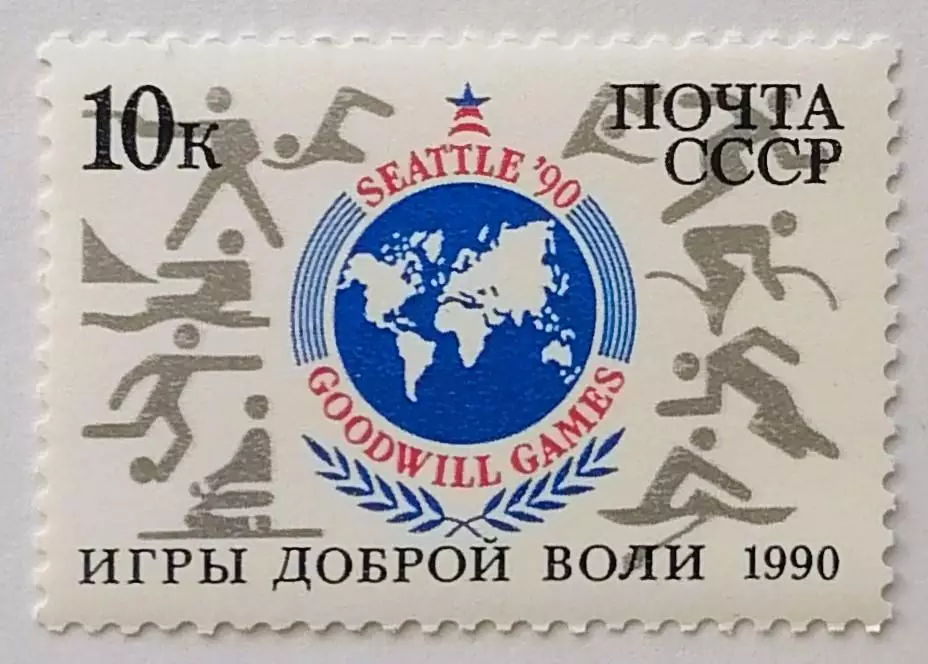 10к
ПОЧТА
СССР
SEATTLE '90
GOODWILL GAMES
ИГРЫ ДОБРОЙ ВОЛИ 1990